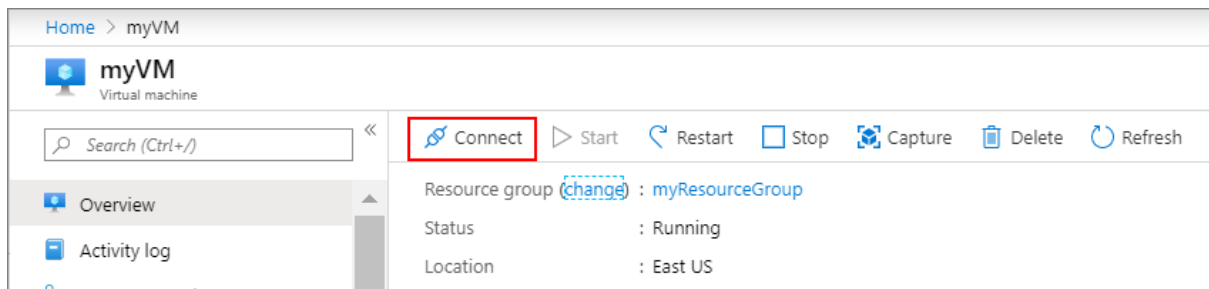 Home > myVM
myVM
Virtual machine
Search (Ctrl+/)
«
Connect Start Restart Stop Capture Delete Refresh
Overview
Activity log
Resource group (change) : myResourceGroup
Status : Running
Location : East US